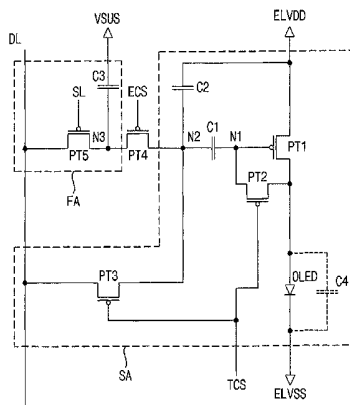 VSUS
ELVDD
DL
C3
SL
ECS
C2
C1
N3
N2
N1
PT1
PT5
PT4
PT2
FA
PT3
OLED
C4
SA
TCS
ELVSS